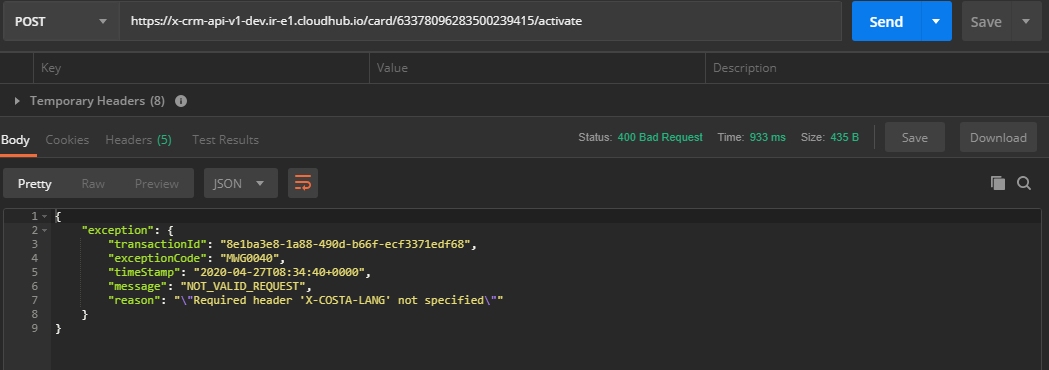 POST https://x-crm-api-v1-dev.ir-e1.cloudhub.io/card/63378096283500239415/activate Send Save
Key Value Description
Temporary Headers (8)
Body Cookies Headers (5) Test Results Status: 400 Bad Request Time: 933 ms Size: 435 B Save Download
Pretty Raw Preview JSON
1 {
2 "exception": {
3 "transactionId": "8e1ba3e8-1a88-490d-b66f-ecf3371edf68",
4 "exceptionCode": "MWG0040",
5 "timeStamp": "2020-04-27T08:34:40+0000",
6 "message": "NOT_VALID_REQUEST",
7 "reason": "\"Required header 'X-COSTA-LANG' not specified\""
8 }
9 }